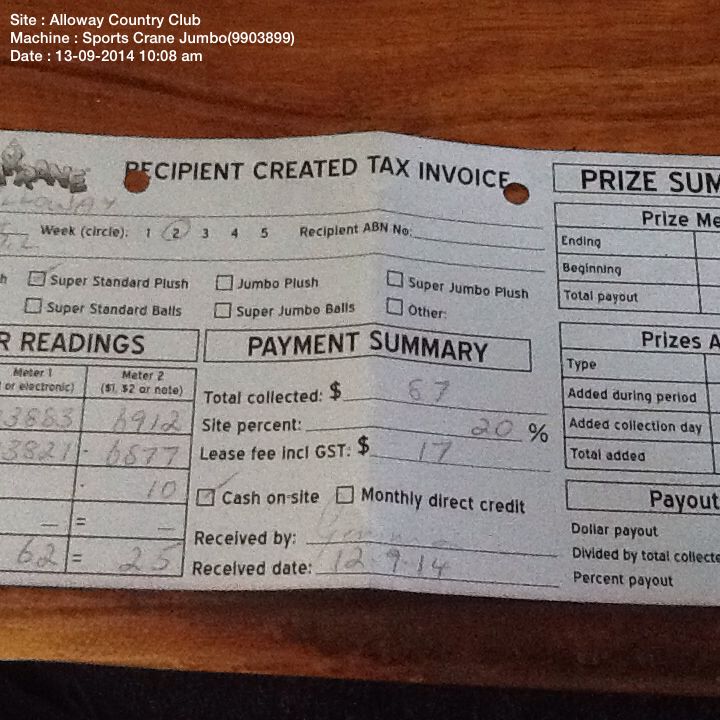 Site : Alloway Country Club
Machine : Sports Crane Jumbo(9903899)
Date : 13-09-2014 10:08 am
CRANE RECIPIENT CREATED TAX INVOICE PRIZE SUM
LLOWAY
Week (circle): 1 2 3 4 5 Recipient ABN No:
Prize Me
Ending
Beginning
Total payout
h Super Standard Plush Jumbo Plush Super Jumbo Plush
Super Standard Balls Super Jumbo Balls Other:
R READINGS PAYMENT SUMMARY Prizes A
Meter 1 Meter 2
or electronic) ($1, $2 or note)
Total collected: $ 87
Site percent: 20 %
Lease fee incl GST: $ 17
3883 6912
3821 - 6877
- 10
— = —
62 = 25
Type
Added during period
Added collection day
Total added
Cash on-site Monthly direct credit
Received by:
Received date: 12.9.14
Payout
Dollar payout
Divided by total collecte
Percent payout